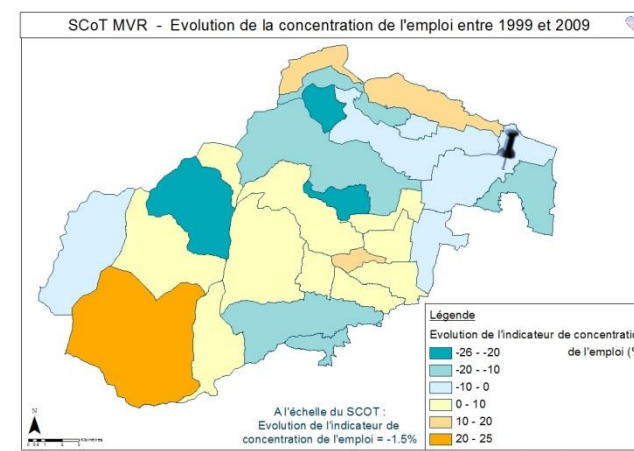 SCoT MVR - Evolution de la concentration de l'emploi entre 1999 et 2009
Légende
Evolution de l'indicateur de concentratio
de l'emploi (%
-26 - -20
-20 - -10
-10 - 0
0 - 10
10 - 20
20 - 25
A l'échelle du SCOT :
Evolution de l'indicateur de
concentration de l'emploi = -1.5%
N